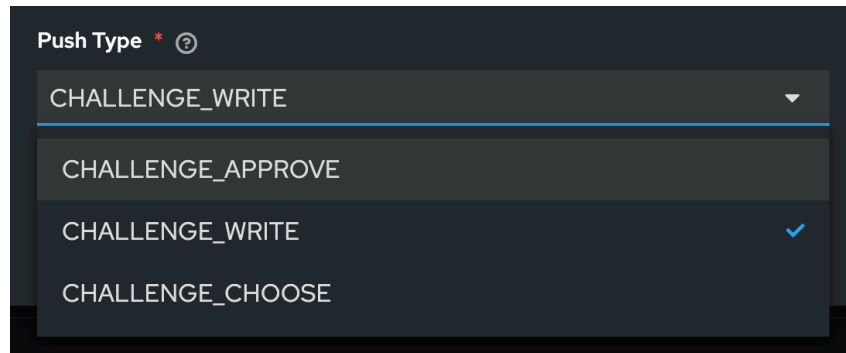 Push Type * ?
CHALLENGE_WRITE
CHALLENGE_APPROVE
CHALLENGE_WRITE
CHALLENGE_CHOOSE